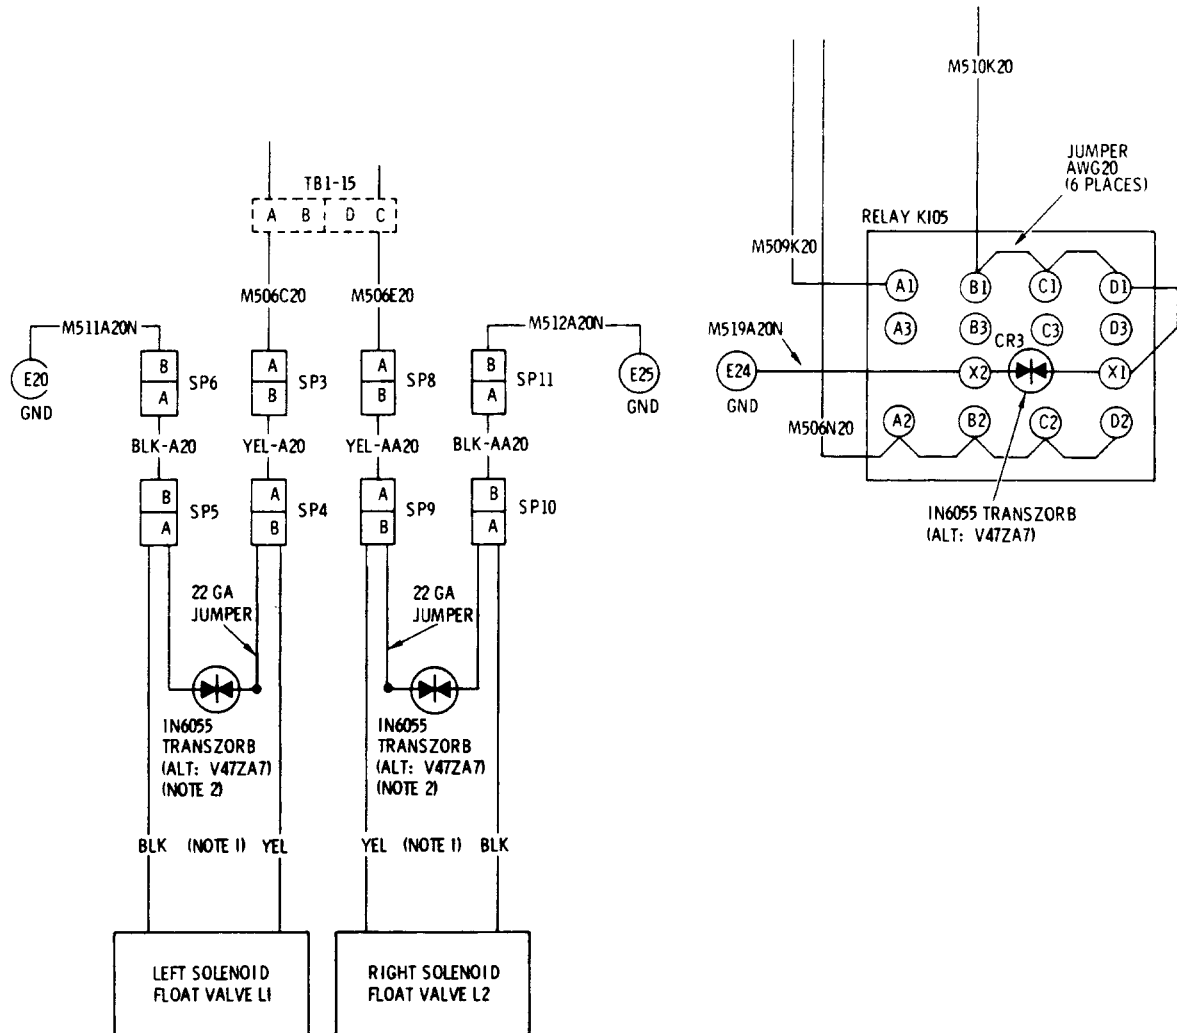 M510K20
JUMPER
AWG20
(6 PLACES)
TB1-15
A B D C
RELAY K105
M509K20
A1 B1 C1 D1
A3 B3 C3 D3
CR3
M519A20N
E24
GND
X2 X1
M506N20
A2 B2 C2 D2
IN6055 TRANSZORB
(ALT: V47ZA7)
M506C20 M506E20
M511A20N M512A20N
E20
GND
E25
GND
B
A
SP6
A
B
SP3
A
B
SP8
B
A
SP11
BLK-A20 YEL-A20 YEL-AA20 BLK-AA20
B
A
SP5
A
B
SP4
A
B
SP9
B
A
SP10
22 GA
JUMPER
22 GA
JUMPER
IN6055
TRANSZORB
(ALT: V47ZA7)
(NOTE 2)
IN6055
TRANSZORB
(ALT: V47ZA7)
(NOTE 2)
BLK (NOTE 1) YEL
YEL (NOTE 1) BLK
LEFT SOLENOID
FLOAT VALVE L1
RIGHT SOLENOID
FLOAT VALVE L2